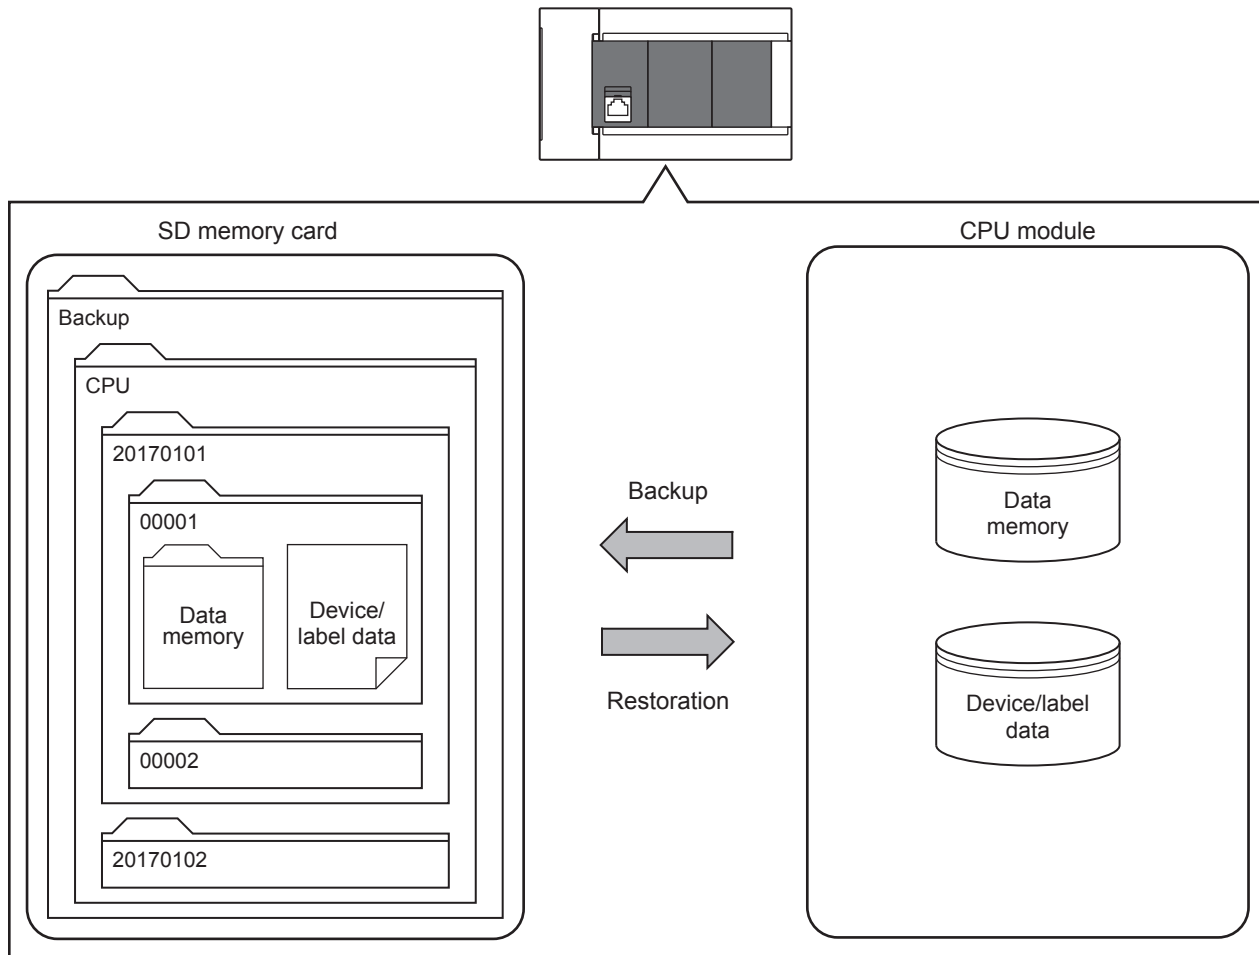 SD memory card
Backup
CPU
20170101
00001
Data
memory
Device/
label data
00002
20170102
Backup
Restoration
CPU module
Data
memory
Device/label
data